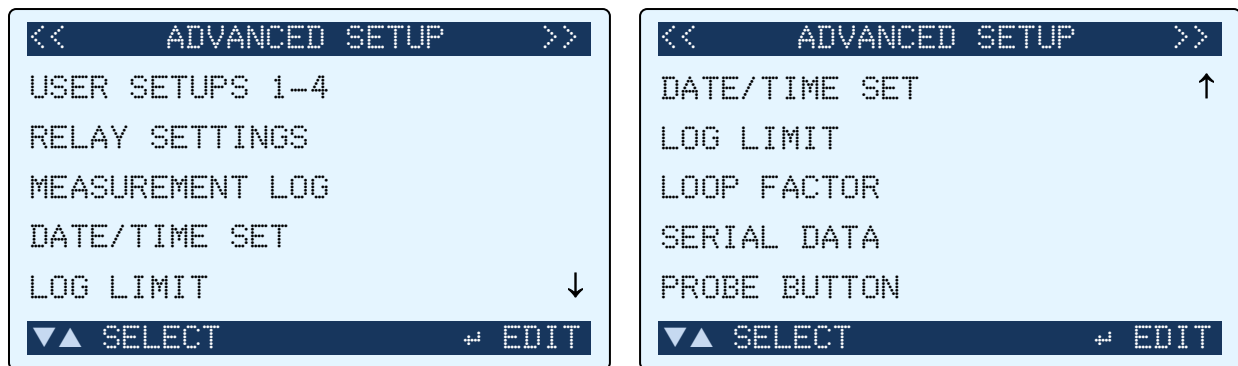 << ADVANCED SETUP >>
USER SETUPS 1-4
RELAY SETTINGS
MEASUREMENT LOG
DATE/TIME SET
LOG LIMIT ↓
▼▲ SELECT ↵ EDIT
<< ADVANCED SETUP >>
DATE/TIME SET ↑
LOG LIMIT
LOOP FACTOR
SERIAL DATA
PROBE BUTTON
▼▲ SELECT ↵ EDIT